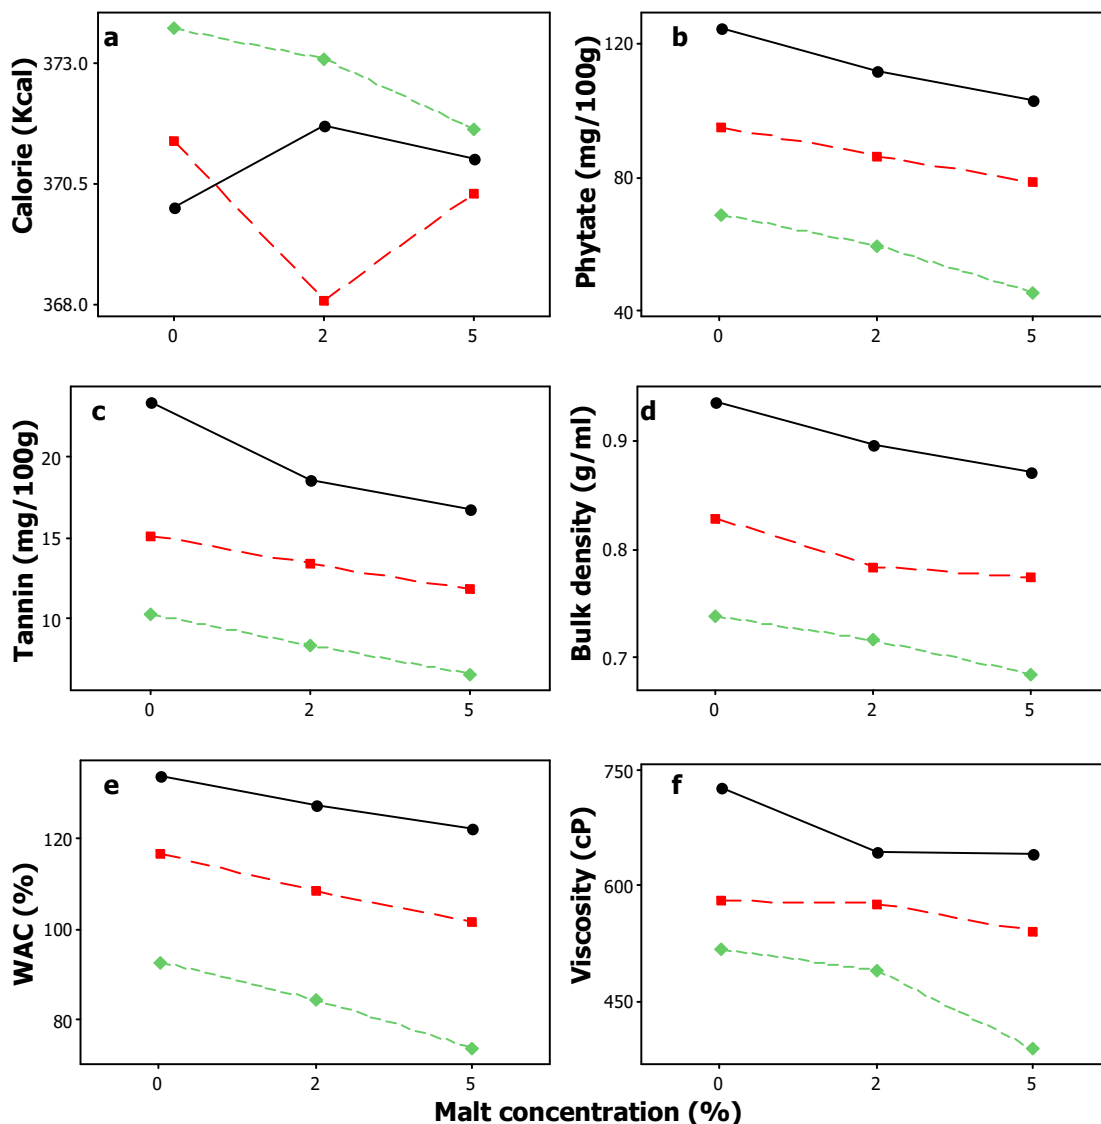 a
Calorie (Kcal)
373.0
370.5
368.0
0 2 5
b
Phytate (mg/100g)
120
80
40
0 2 5
c
Tannin (mg/100g)
20
15
10
0 2 5
d
Bulk density (g/ml)
0.9
0.8
0.7
0 2 5
e
WAC (%)
120
100
80
0 2 5
f
Viscosity (cP)
750
600
450
0 2 5
Malt concentration (%)